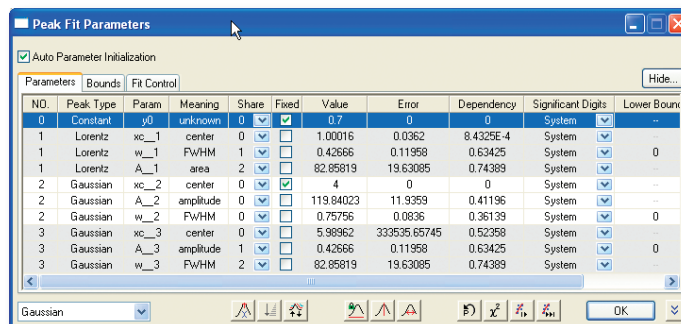 Peak Fit Parameters
Auto Parameter Initialization
Parameters Bounds Fit Control Hide...
NO. Peak Type Param Meaning Share Fixed Value Error Dependency Significant Digits Lower Bound
0 Constant y0 unknown 0 0.7 0 0 System --
1 Lorentz xc__1 center 0 1.00016 0.0362 8.4325E-4 System --
1 Lorentz w__1 FWHM 1 0.42666 0.11958 0.63425 System 0
1 Lorentz A__1 area 2 82.85819 19.63085 0.74389 System --
2 Gaussian xc__2 center 0 4 0 0 System --
2 Gaussian A__2 amplitude 0 119.84023 11.9359 0.41196 System --
2 Gaussian w__2 FWHM 0 0.75756 0.0836 0.36139 System 0
3 Gaussian xc__3 center 0 5.98962 333535.65745 0.52358 System --
3 Gaussian A__3 amplitude 1 0.42666 0.11958 0.63425 System 0
3 Gaussian w__3 FWHM 2 82.85819 19.63085 0.74389 System --
Gaussian χ² OK